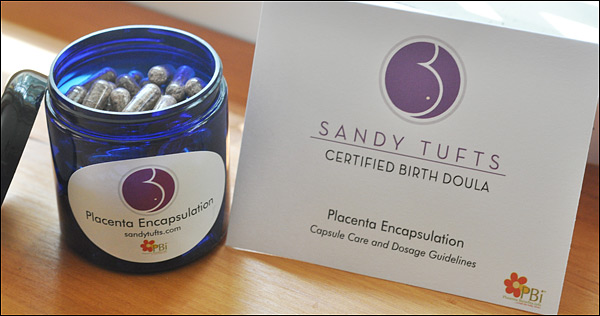 Placenta Encapsulation
sandytufts.com
PBi
SANDY TUFTS
CERTIFIED BIRTH DOULA
Placenta Encapsulation
Capsule Care and Dosage Guidelines
PBi